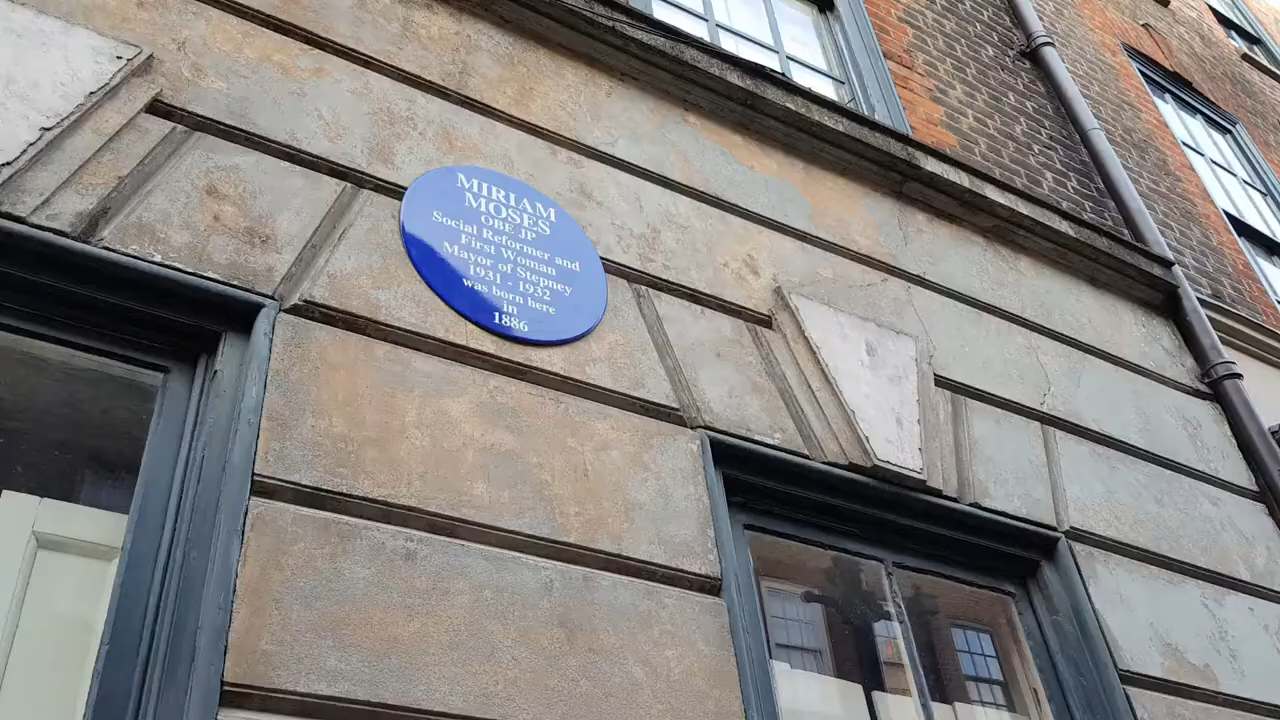 MIRIAM
MOSES
OBE JP
Social Reformer and
First Woman
Mayor of Stepney
1931 - 1932
was born here
in
1886